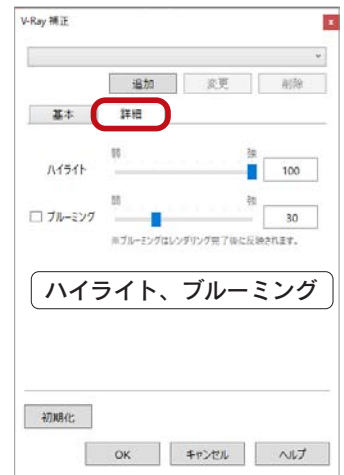 V-Ray 補正
追加 変更 削除
基本 詳細
弱 強
ハイライト 100
弱 強
ブルーミング 30
※ブルーミングはレンダリング完了後に反映されます。
ハイライト、ブルーミング
初期化
OK キャンセル ヘルプ